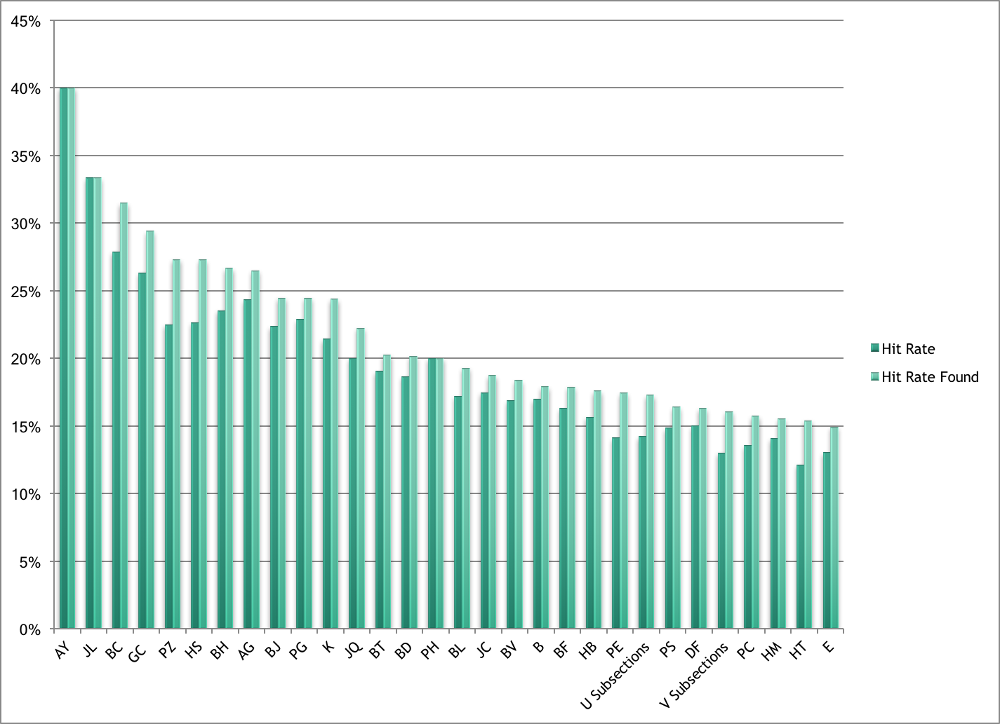 45%
40%
35%
30%
25%
20%
15%
10%
5%
0%
AY
JL
BC
GC
PZ
HS
BH
AG
BJ
PG
K
JQ
BT
BD
PH
BL
JC
BV
B
BF
HB
PE
U Subsections
PS
DF
V Subsections
PC
HM
HT
E
Hit Rate
Hit Rate Found